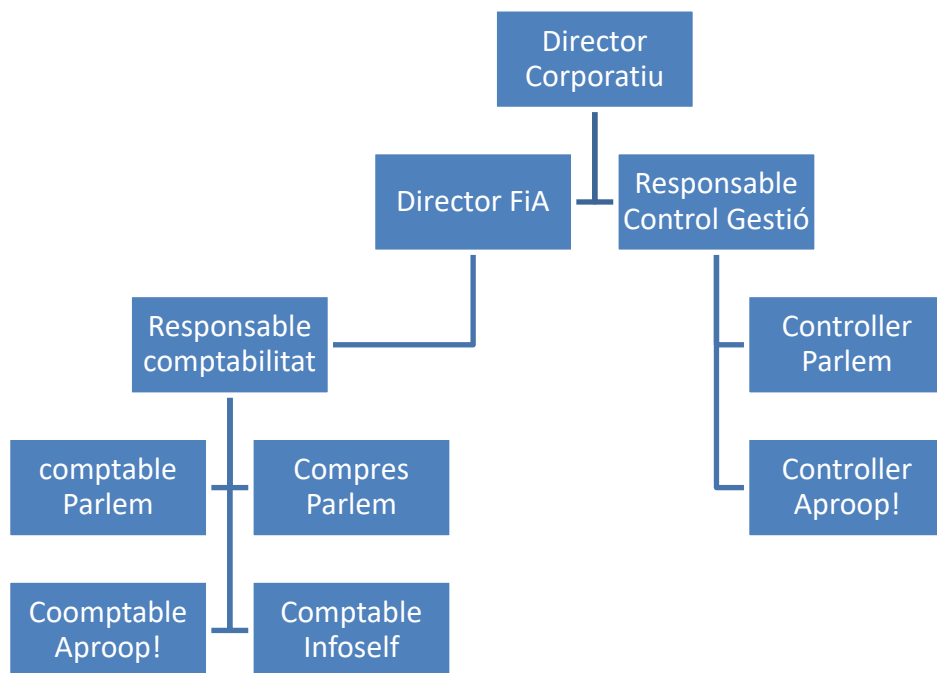 Director
Corporatiu
Director FiA
Responsable
Control Gestió
Responsable
comptabilitat
Controller
Parlem
comptable
Parlem
Compres
Parlem
Controller
Aproop!
Coomptable
Aproop!
Comptable
Infoself